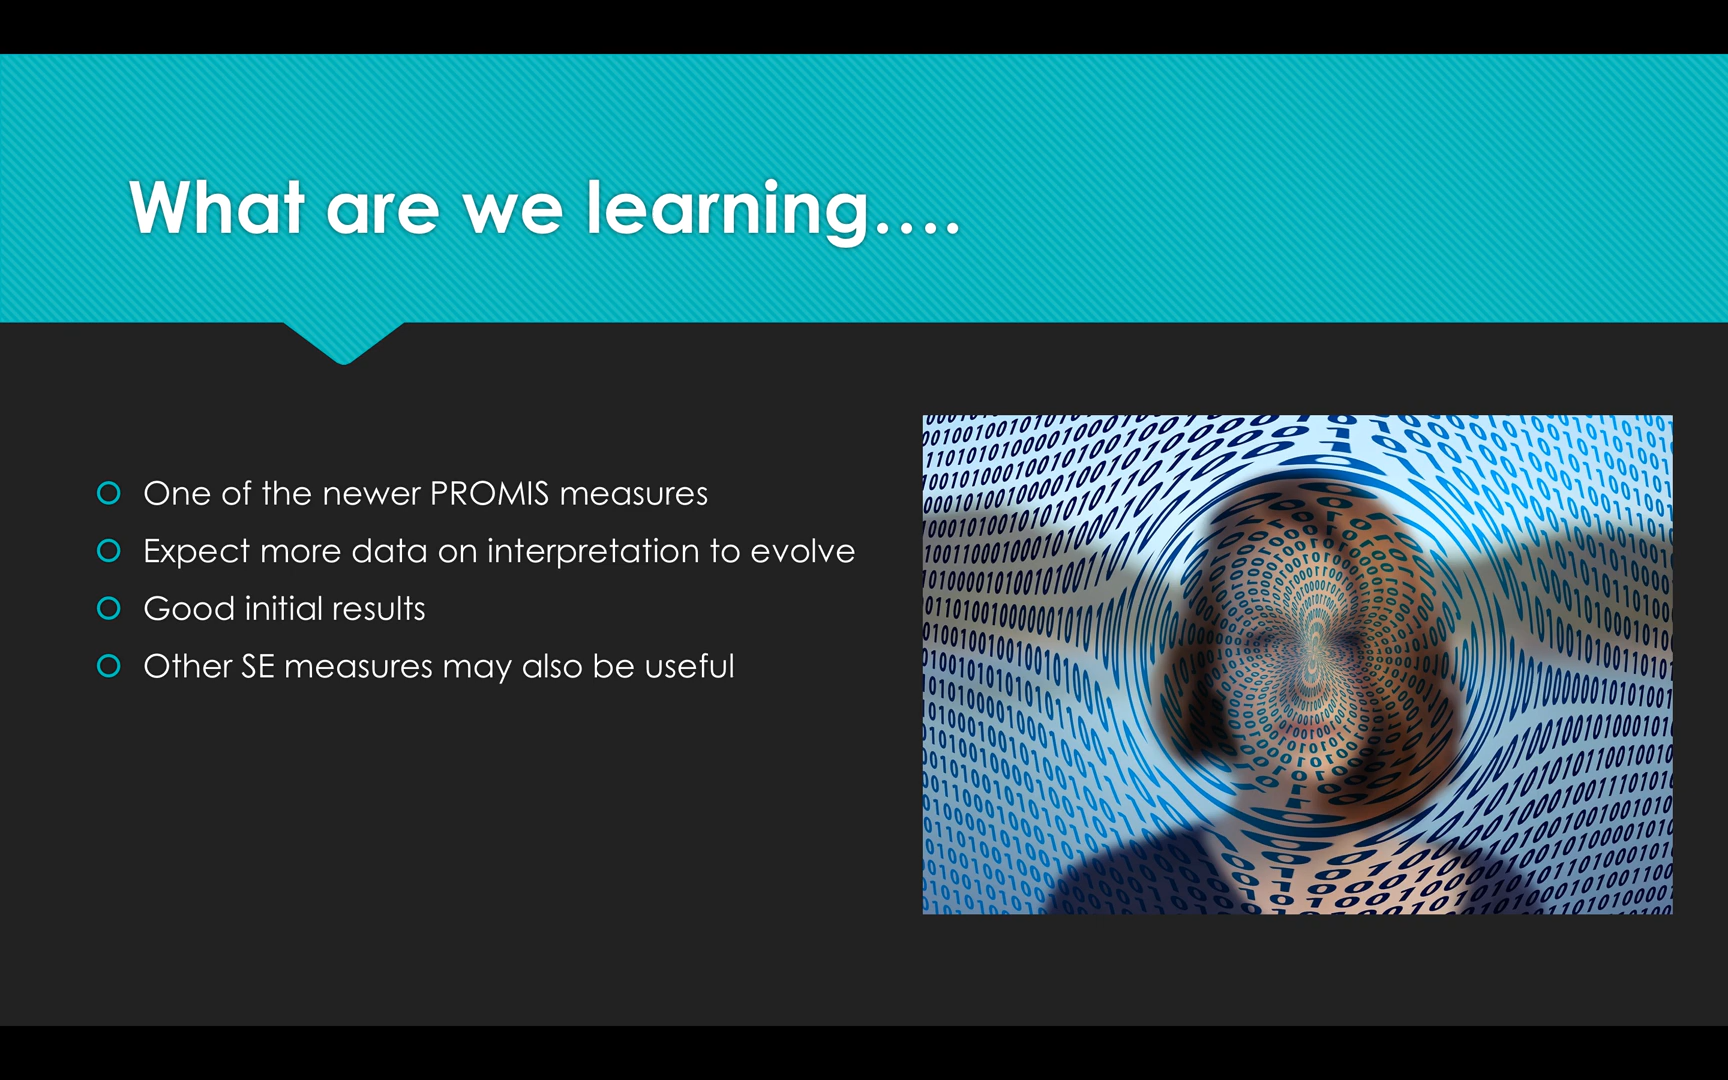 What are we learning....
One of the newer PROMIS measures
Expect more data on interpretation to evolve
Good initial results
Other SE measures may also be useful